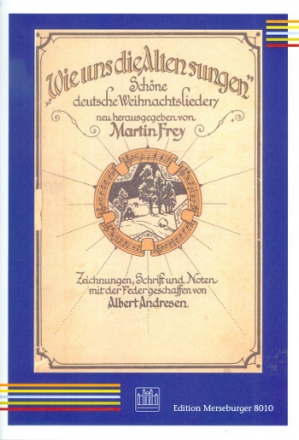 „Wie uns die Alten sungen"
Schöne
deutsche Weihnachtslieder
neu herausgegeben von
Martin Frey
Zeichnungen, Schrift und Noten
mit der Feder geschaffen von
Albert Andresen
Edition Merseburger 8010